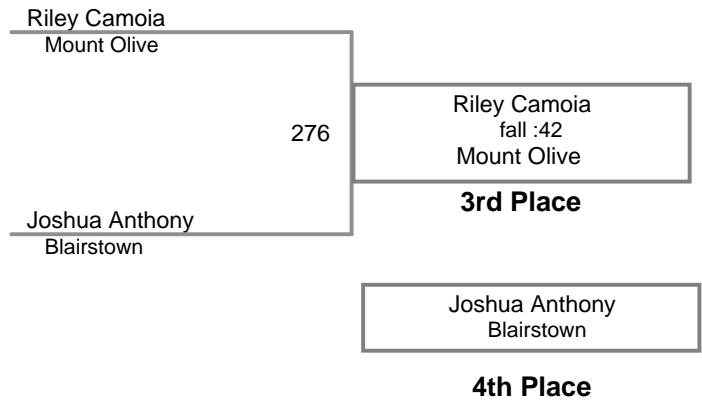 Riley Camoia
Mount Olive
276
Riley Camoia
fall :42
Mount Olive
3rd Place
Joshua Anthony
Blairstown
Joshua Anthony
Blairstown
4th Place